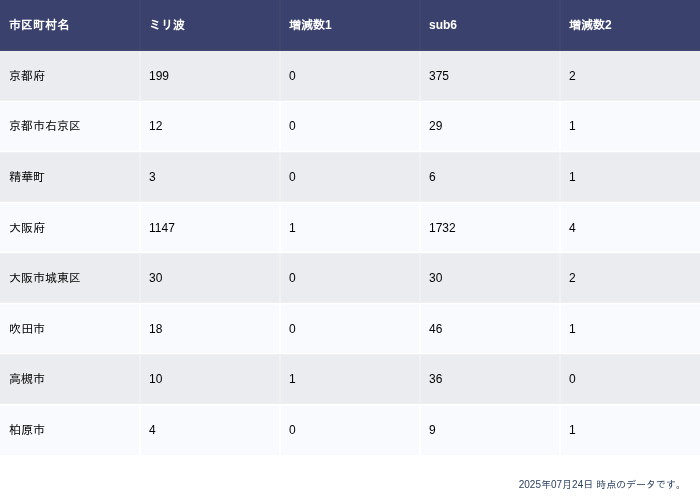 市区町村名 ミリ波 増減数1 sub6 増減数2
京都府 199 0 375 2
京都市右京区 12 0 29 1
精華町 3 0 6 1
大阪府 1147 1 1732 4
大阪市城東区 30 0 30 2
吹田市 18 0 46 1
高槻市 10 1 36 0
柏原市 4 0 9 1
2025年07月24日 時点のデータです。